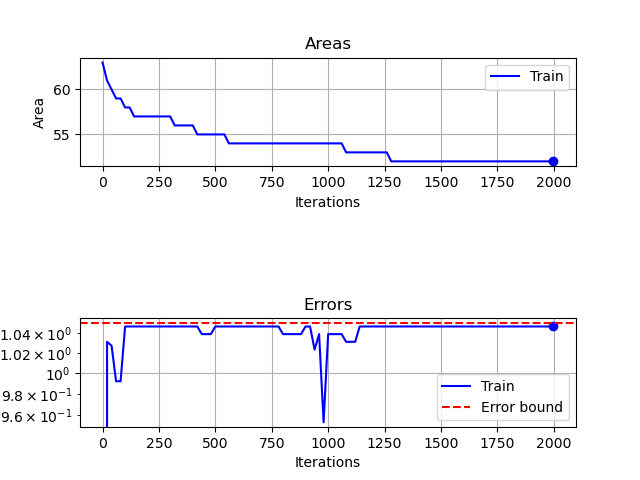 Areas
60
55
Area
Train
0 250 500 750 1000 1250 1500 1750 2000
Iterations
Errors
1.04 × 10⁰
1.02 × 10⁰
10⁰
9.8 × 10⁻¹
9.6 × 10⁻¹
Train
Error bound
0 250 500 750 1000 1250 1500 1750 2000
Iterations